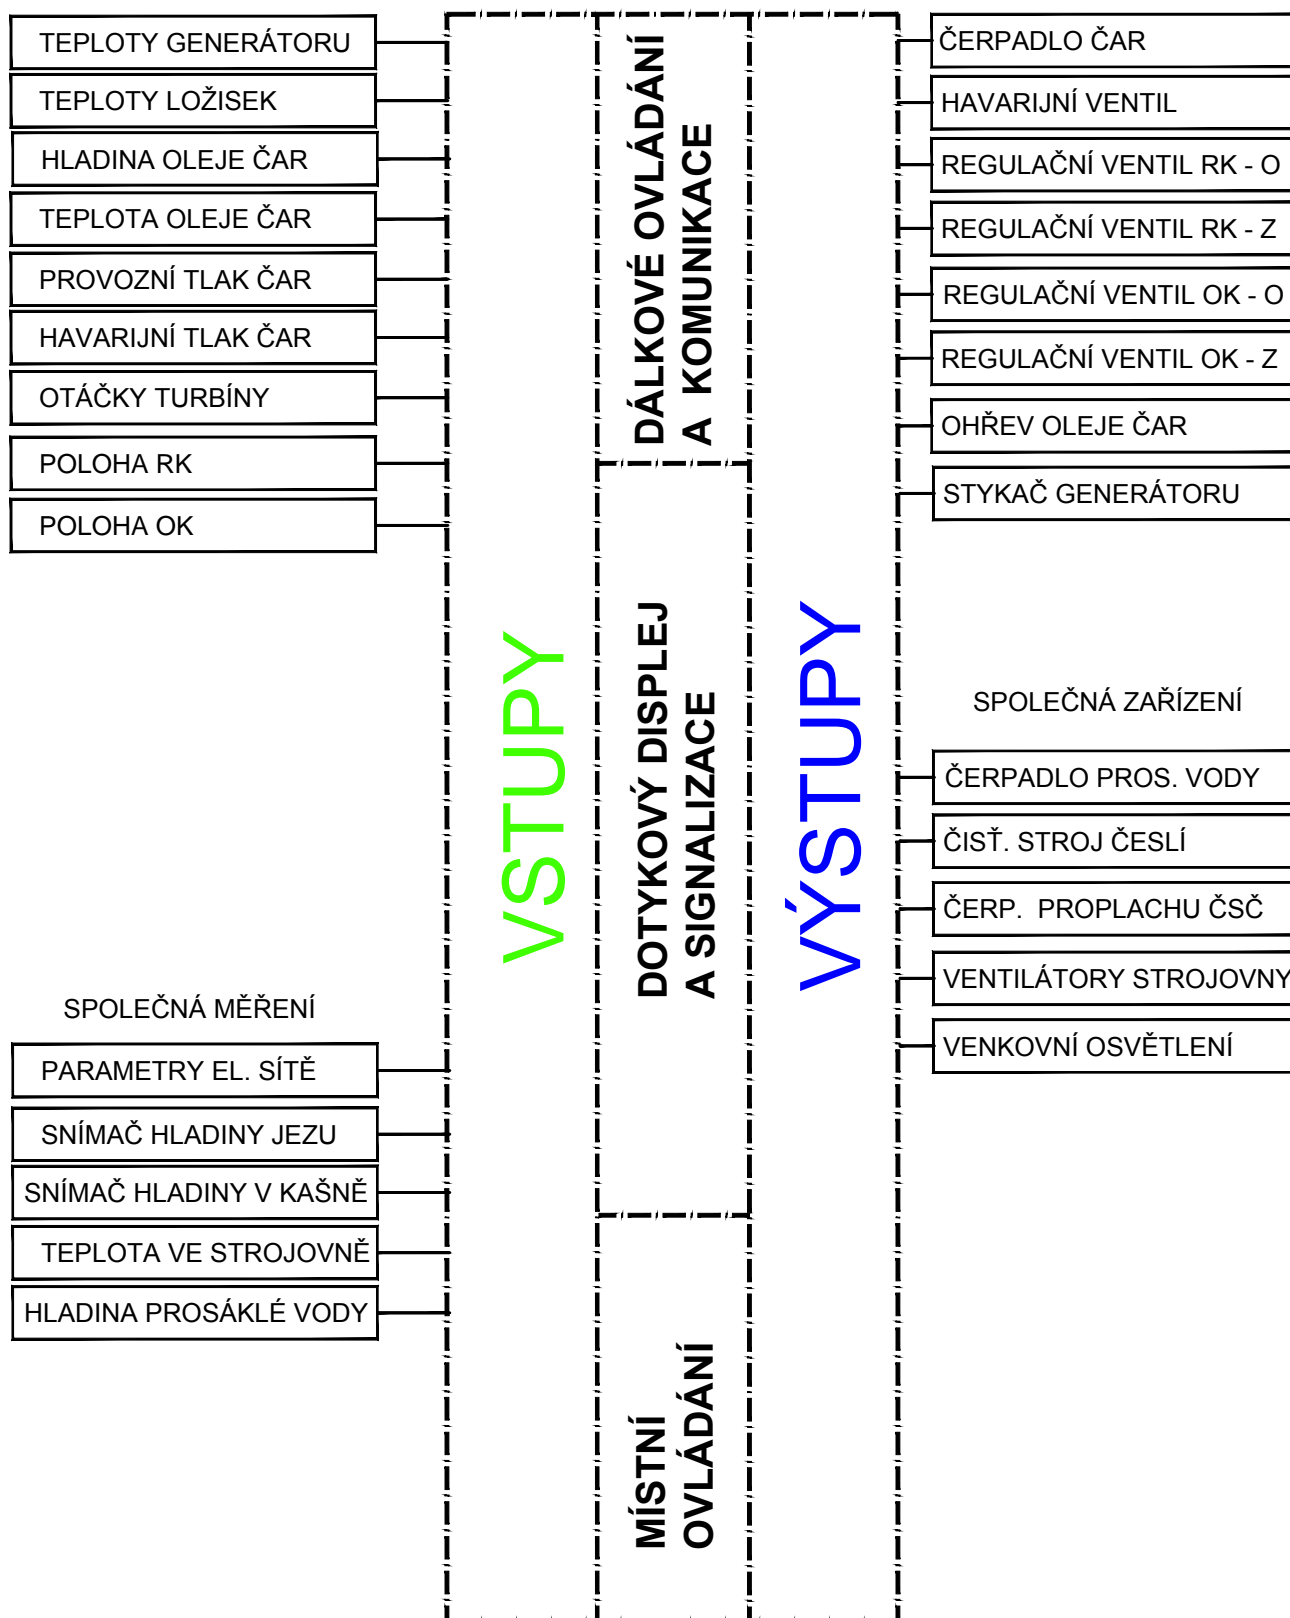 TEPLOTY GENERÁTORU
TEPLOTY LOŽISEK
HLADINA OLEJE ČAR
TEPLOTA OLEJE ČAR
PROVOZNÍ TLAK ČAR
HAVARIJNÍ TLAK ČAR
OTÁČKY TURBÍNY
POLOHA RK
POLOHA OK
SPOLEČNÁ MĚŘENÍ
PARAMETRY EL. SÍTĚ
SNÍMAČ HLADINY JEZU
SNÍMAČ HLADINY V KAŠNĚ
TEPLOTA VE STROJOVNĚ
HLADINA PROSÁKLÉ VODY
VSTUPY
DÁLKOVÉ OVLÁDÁNÍ
A KOMUNIKACE
DOTYKOVÝ DISPLEJ
A SIGNALIZACE
MÍSTNÍ
OVLÁDÁNÍ
VÝSTUPY
ČERPADLO ČAR
HAVARIJNÍ VENTIL
REGULAČNÍ VENTIL RK - O
REGULAČNÍ VENTIL RK - Z
REGULAČNÍ VENTIL OK - O
REGULAČNÍ VENTIL OK - Z
OHŘEV OLEJE ČAR
STYKAČ GENERÁTORU
SPOLEČNÁ ZAŘÍZENÍ
ČERPADLO PROS. VODY
ČISŤ. STROJ ČESLÍ
ČERP. PROPLACHU ČSČ
VENTILÁTORY STROJOVNY
VENKOVNÍ OSVĚTLENÍ